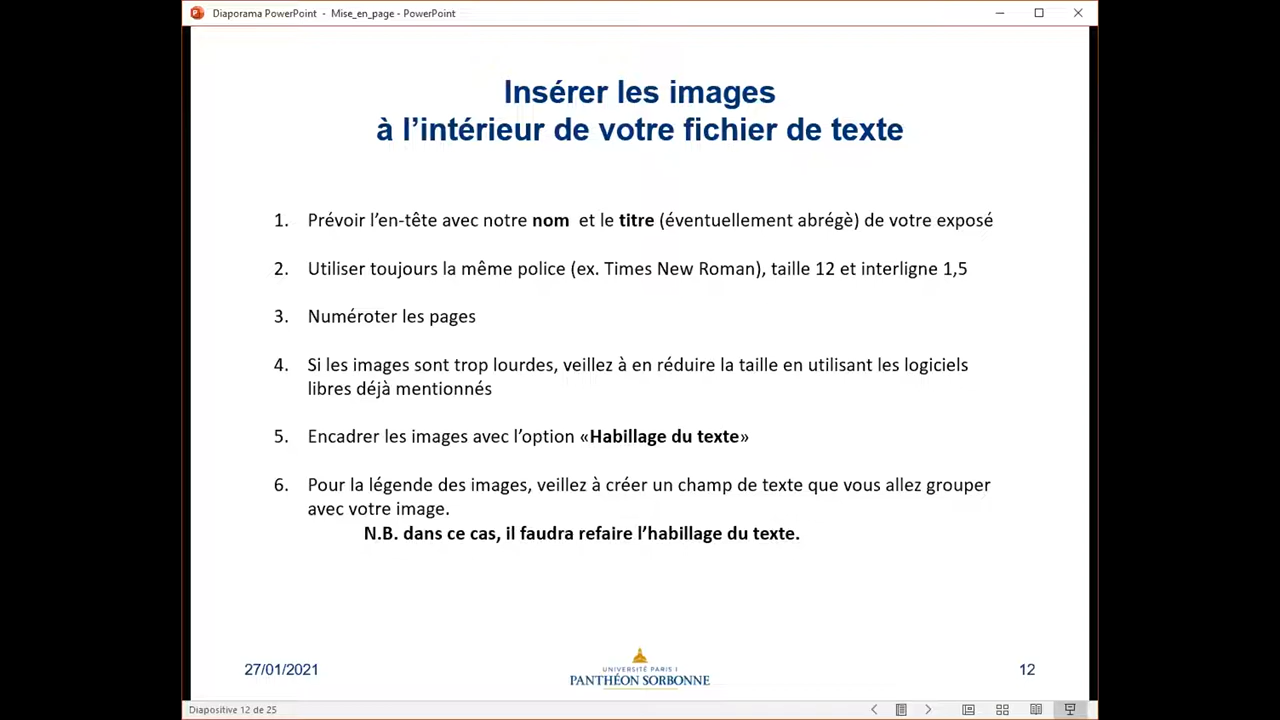 Diaporama PowerPoint - Mise_en_page - PowerPoint
Insérer les images
à l’intérieur de votre fichier de texte
1. Prévoir l’en-tête avec notre nom et le titre (éventuellement abrégè) de votre exposé
2. Utiliser toujours la même police (ex. Times New Roman), taille 12 et interligne 1,5
3. Numéroter les pages
4. Si les images sont trop lourdes, veillez à en réduire la taille en utilisant les logiciels
libres déjà mentionnés
5. Encadrer les images avec l’option «Habillage du texte»
6. Pour la légende des images, veillez à créer un champ de texte que vous allez grouper
avec votre image.
N.B. dans ce cas, il faudra refaire l’habillage du texte.
27/01/2021
UNIVERSITÉ PARIS 1
PANTHÉON SORBONNE
12
Diapositive 12 de 25